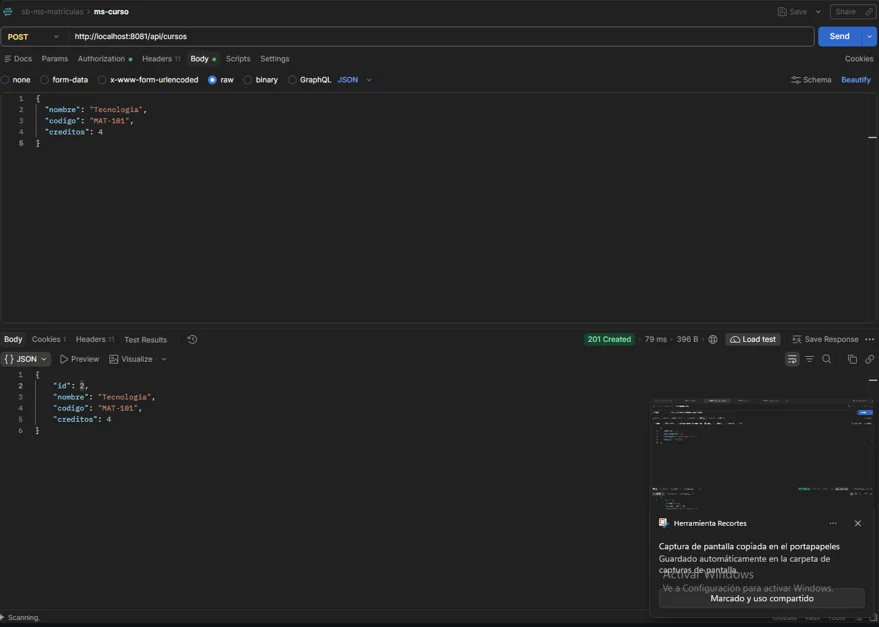 sb-ms-matriculas > ms-curso Save Share
POST http://localhost:8081/api/cursos Send
Docs Params Authorization Headers 11 Body Scripts Settings Cookies
none form-data x-www-form-urlencoded raw binary GraphQL JSON Schema Beautify
1 {
2 "nombre": "Tecnologia",
3 "codigo": "MAT-101",
4 "creditos": 4
5 }
Body Cookies 1 Headers 11 Test Results 201 Created 79 ms 396 B Load test Save Response
{ } JSON Preview Visualize
1 {
2 "id": 2,
3 "nombre": "Tecnologia",
4 "codigo": "MAT-101",
5 "creditos": 4
6 }
Herramienta Recortes
Captura de pantalla copiada en el portapapeles
Guardado automáticamente en la carpeta de
capturas de pantalla.
Activar Windows
Ve a Configuración para activar Windows.
Marcado y uso compartido
Scanning.